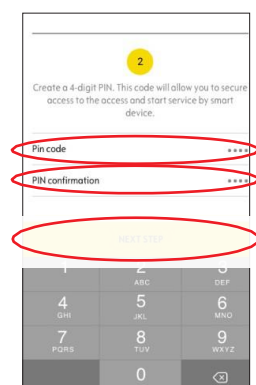 2
Create a 4-digit PIN. This code will allow you to secure
access to the access and start service by smart
device.
Pin code ••••
PIN confirmation ••••
NEXT STEP
1 2 3
ABC DEF
4 5 6
GHI JKL MNO
7 8 9
PQRS TUV WXYZ
0